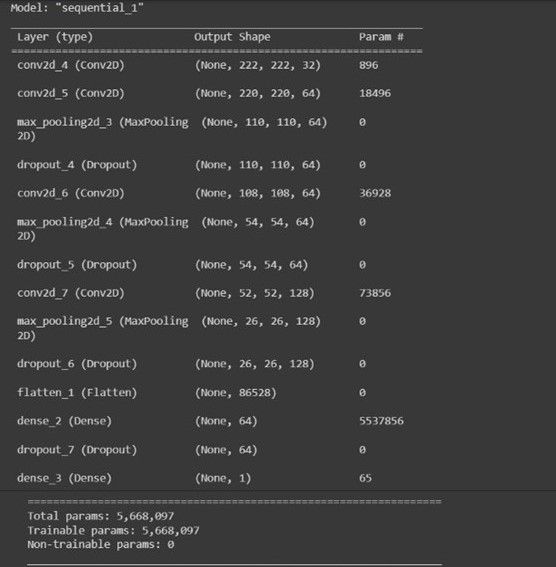 Model: "sequential_1"
Layer (type) Output Shape Param #
conv2d_4 (Conv2D) (None, 222, 222, 32) 896
conv2d_5 (Conv2D) (None, 220, 220, 64) 18496
max_pooling2d_3 (MaxPooling (None, 110, 110, 64) 0
2D)
dropout_4 (Dropout) (None, 110, 110, 64) 0
conv2d_6 (Conv2D) (None, 108, 108, 64) 36928
max_pooling2d_4 (MaxPooling (None, 54, 54, 64) 0
2D)
dropout_5 (Dropout) (None, 54, 54, 64) 0
conv2d_7 (Conv2D) (None, 52, 52, 128) 73856
max_pooling2d_5 (MaxPooling (None, 26, 26, 128) 0
2D)
dropout_6 (Dropout) (None, 26, 26, 128) 0
flatten_1 (Flatten) (None, 86528) 0
dense_2 (Dense) (None, 64) 5537856
dropout_7 (Dropout) (None, 64) 0
dense_3 (Dense) (None, 1) 65
Total params: 5,668,097
Trainable params: 5,668,097
Non-trainable params: 0